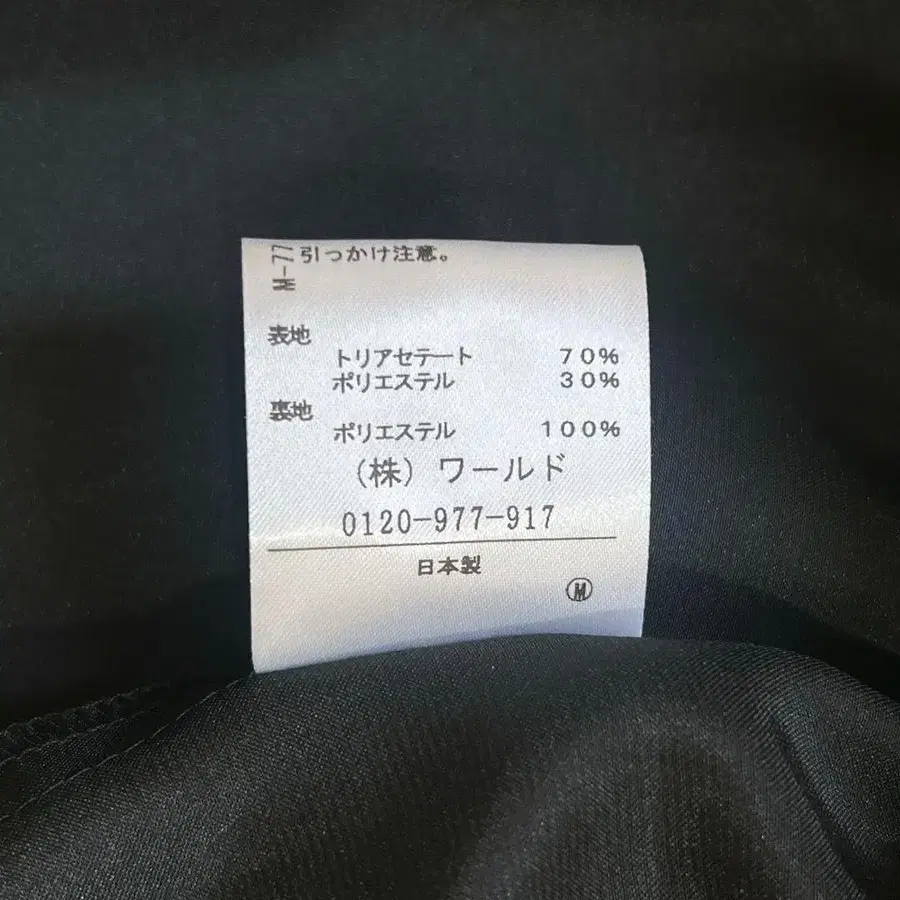 M-77
引っかけ注意。
表地
トリアセテート 70%
ポリエステル 30%
裏地
ポリエステル 100%
(株)ワールド
0120-977-917
日本製
Ⓜ